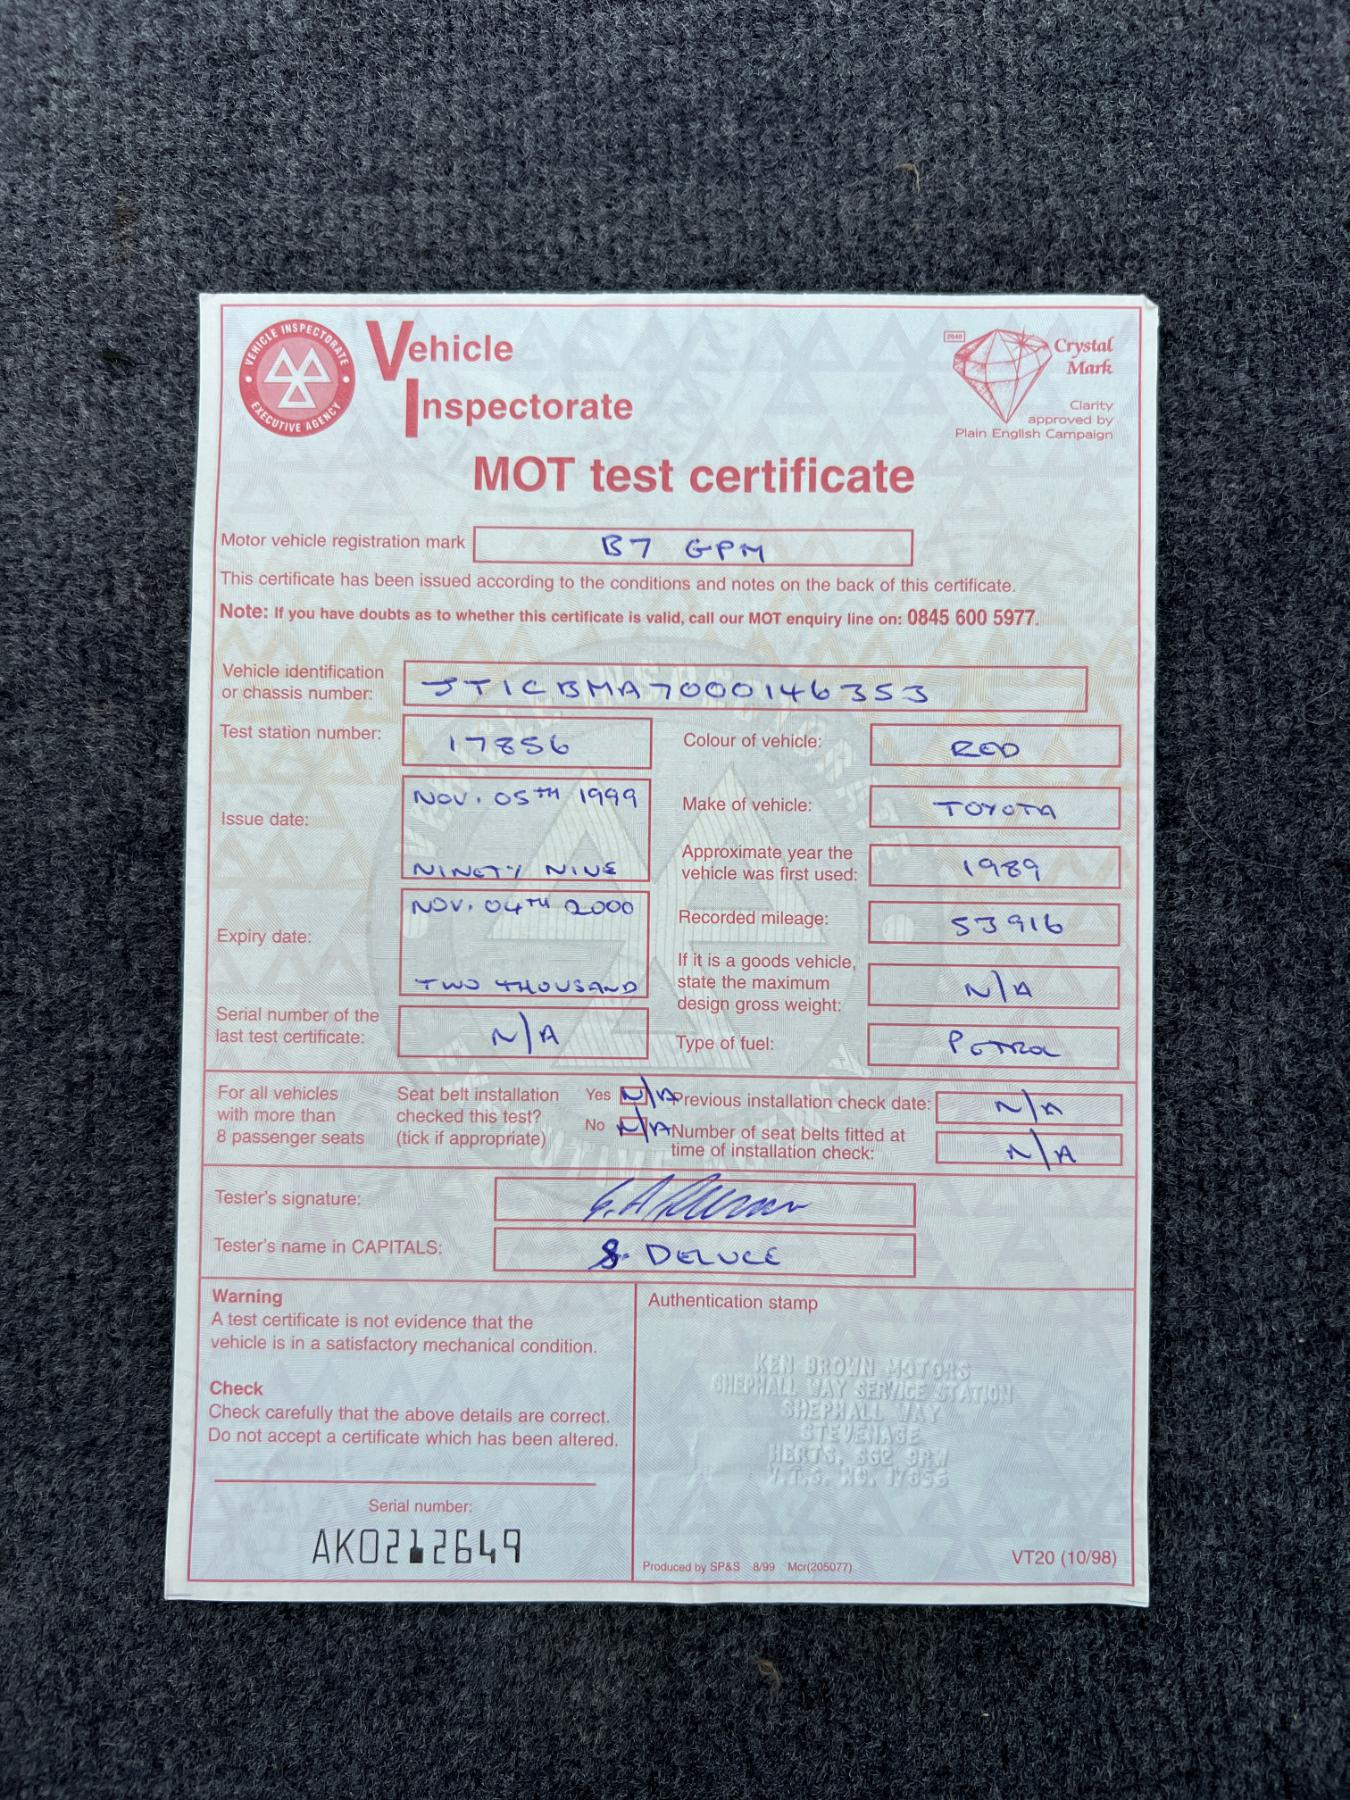 VEHICLE INSPECTORATE
EXECUTIVE AGENCY
Vehicle
Inspectorate
2640
Crystal
Mark
Clarity
approved by
Plain English Campaign
MOT test certificate
Motor vehicle registration mark B7 GPM
This certificate has been issued according to the conditions and notes on the back of this certificate.
Note: If you have doubts as to whether this certificate is valid, call our MOT enquiry line on: 0845 600 5977.
Vehicle identification
or chassis number: JT1CBMA7000146353
Test station number: 17856
Colour of vehicle: RED
Issue date: NOV. 05TH 1999
NINETY NINE
Make of vehicle: TOYOTA
Approximate year the
vehicle was first used: 1989
Expiry date: NOV. 04TH 2000
TWO THOUSAND
Recorded mileage: 53916
If it is a goods vehicle,
state the maximum
design gross weight: N/A
Serial number of the
last test certificate: N/A
Type of fuel: PETROL
For all vehicles
with more than
8 passenger seats
Seat belt installation
checked this test?
(tick if appropriate)
Yes N/A
No N/A
Previous installation check date: N/A
Number of seat belts fitted at
time of installation check: N/A
Tester's signature:
Tester's name in CAPITALS: S. DELUCE
Warning
A test certificate is not evidence that the
vehicle is in a satisfactory mechanical condition.
Check
Check carefully that the above details are correct.
Do not accept a certificate which has been altered.
Serial number:
AK0212649
Authentication stamp
KEN BROWN MOTORS
SHEPHALL WAY SERVICE STATION
SHEPHALL WAY
STEVENAGE
HERTS. SG2 9RW
V.T.S. NO. 17856
Produced by SP&S 8/99 Mcr(205077)
VT20 (10/98)